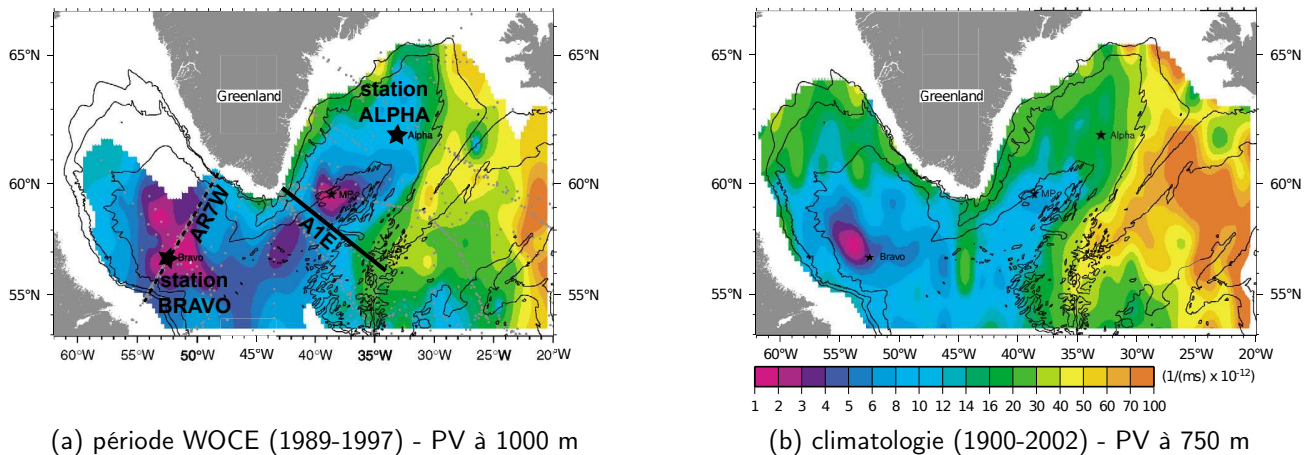 65°N
60°N
55°N
Greenland
station
ALPHA
Alpha
MP
AR7W
A1E
Bravo
station
BRAVO
65°N
60°N
55°N
60°W 55°W 50°W 45°W 40°W 35°W 30°W 25°W 20°W
(a) période WOCE (1989-1997) - PV à 1000 m
65°N
60°N
55°N
Greenland
Alpha
MP
Bravo
65°N
60°N
55°N
60°W 55°W 50°W 45°W 40°W 35°W 30°W 25°W 20°W
(1/(ms) x 10-12)
1 2 3 4 5 6 8 10 12 14 16 20 30 40 50 60 70 100
(b) climatologie (1900-2002) - PV à 750 m